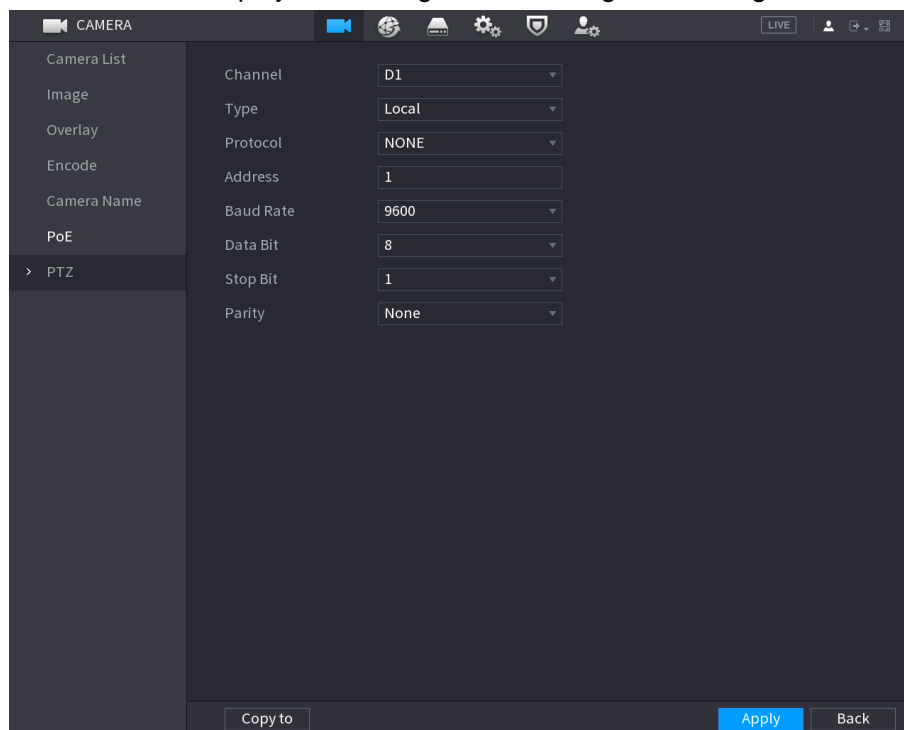 CAMERA
LIVE
Camera List
Image
Overlay
Encode
Camera Name
PoE
> PTZ
Channel D1
Type Local
Protocol NONE
Address 1
Baud Rate 9600
Data Bit 8
Stop Bit 1
Parity None
Copy to
Apply
Back